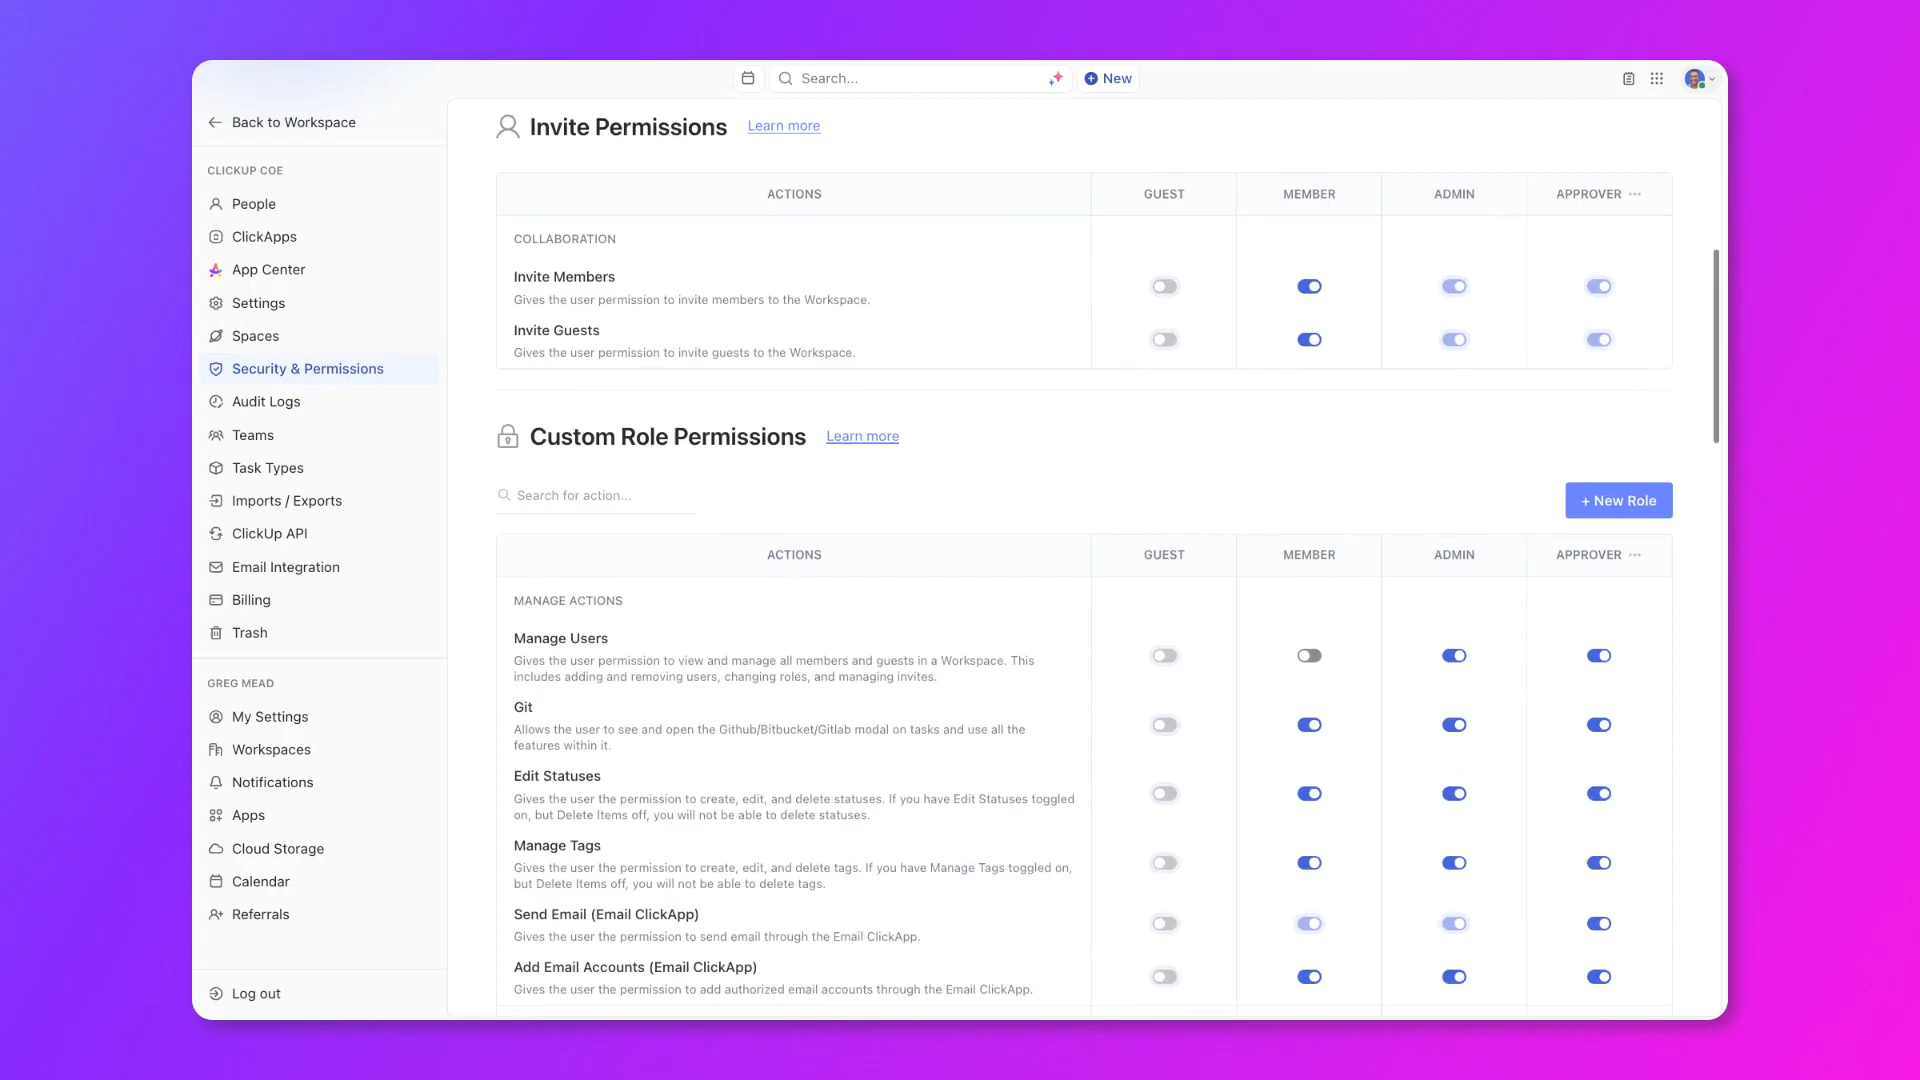 Search...
New
Back to Workspace
CLICKUP COE
People
ClickApps
App Center
Settings
Spaces
Security & Permissions
Audit Logs
Teams
Task Types
Imports / Exports
ClickUp API
Email Integration
Billing
Trash
GREG MEAD
My Settings
Workspaces
Notifications
Apps
Cloud Storage
Calendar
Referrals
Log out
Invite Permissions Learn more
ACTIONS GUEST MEMBER ADMIN APPROVER ···
COLLABORATION
Invite Members
Gives the user permission to invite members to the Workspace.
Invite Guests
Gives the user permission to invite guests to the Workspace.
Custom Role Permissions Learn more
Search for action...
+ New Role
ACTIONS GUEST MEMBER ADMIN APPROVER ···
MANAGE ACTIONS
Manage Users
Gives the user permission to view and manage all members and guests in a Workspace. This
includes adding and removing users, changing roles, and managing invites.
Git
Allows the user to see and open the Github/Bitbucket/Gitlab modal on tasks and use all the
features within it.
Edit Statuses
Gives the user the permission to create, edit, and delete statuses. If you have Edit Statuses toggled
on, but Delete Items off, you will not be able to delete statuses.
Manage Tags
Gives the user the permission to create, edit, and delete tags. If you have Manage Tags toggled on,
but Delete Items off, you will not be able to delete tags.
Send Email (Email ClickApp)
Gives the user the permission to send email through the Email ClickApp.
Add Email Accounts (Email ClickApp)
Gives the user the permission to add authorized email accounts through the Email ClickApp.